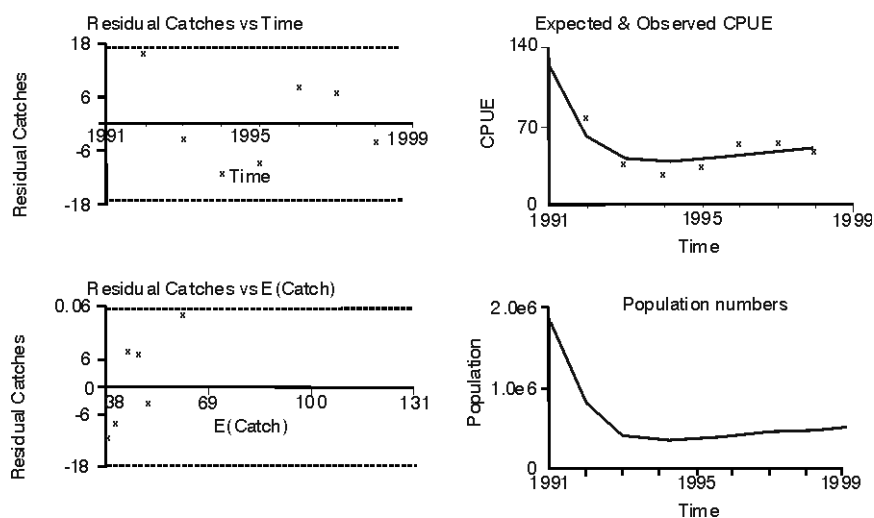 Residual Catches vs Time
18
6
-6
-18
Residual Catches
1991
1995
1999
Time
Expected & Observed CPUE
140
70
0
CPUE
1991
1995
1999
Time
Residual Catches vs E(Catch)
0.06
6
0
-6
-18
Residual Catches
38
69
100
131
E(Catch)
Population numbers
2.0e6
1.0e6
0
Population
1991
1995
1999
Time